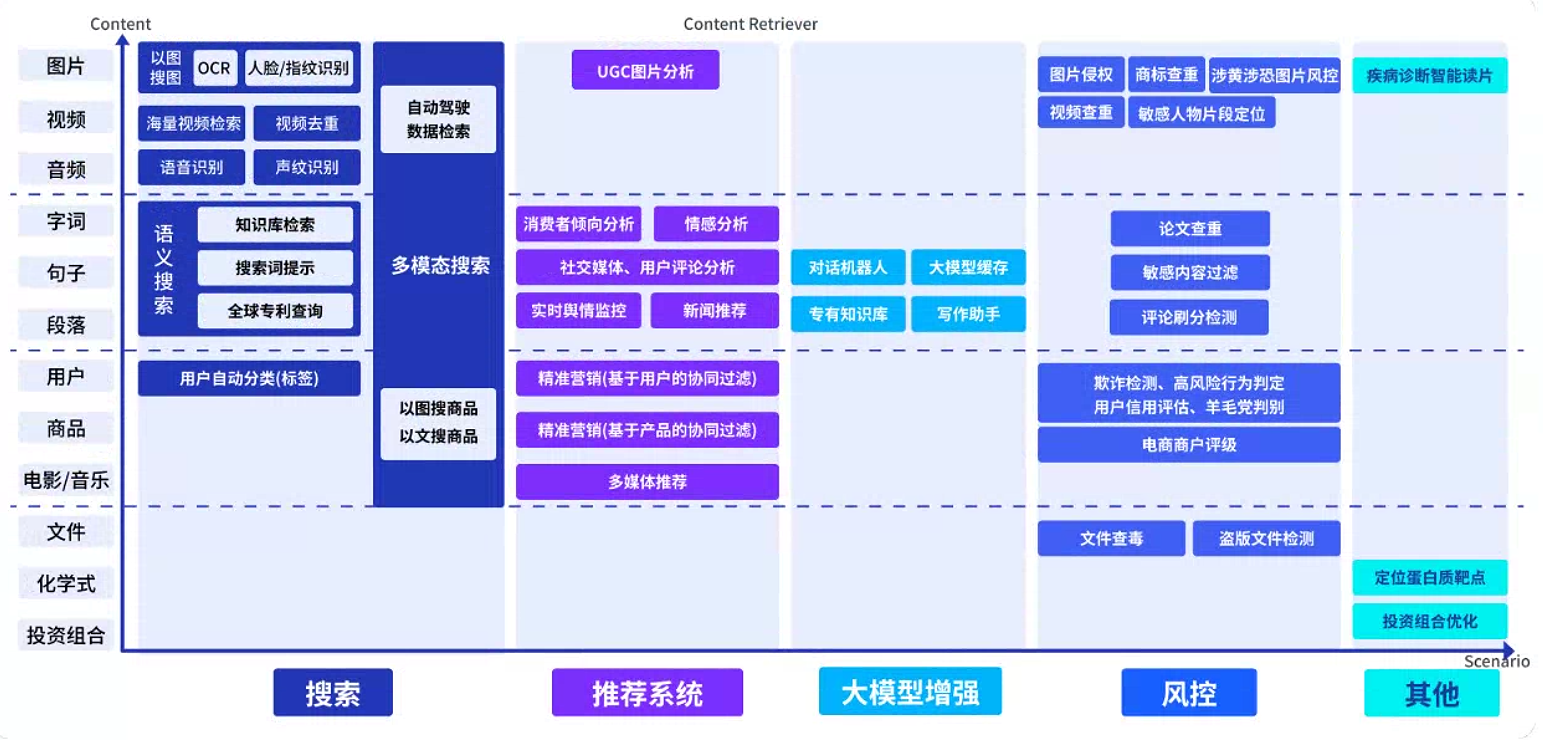 Content
Content Retriever
图片
以图
搜图
OCR
人脸/指纹识别
UGC图片分析
图片侵权
商标查重
涉黄涉恐图片风控
疾病诊断智能读片
自动驾驶
数据检索
视频
海量视频检索
视频去重
视频查重
敏感人物片段定位
音频
语音识别
声纹识别
字词
语
义
搜
索
知识库检索
搜索词提示
全球专利查询
多模态搜索
消费者倾向分析
情感分析
论文查重
句子
社交媒体、用户评论分析
对话机器人
大模型缓存
敏感内容过滤
段落
实时舆情监控
新闻推荐
专有知识库
写作助手
评论刷分检测
用户
用户自动分类(标签)
精准营销(基于用户的协同过滤)
欺诈检测、高风险行为判定
用户信用评估、羊毛党判别
以图搜商品
以文搜商品
商品
精准营销(基于产品的协同过滤)
电商商户评级
电影/音乐
多媒体推荐
文件
文件查毒
盗版文件检测
化学式
定位蛋白质靶点
投资组合
投资组合优化
Scenario
搜索
推荐系统
大模型增强
风控
其他